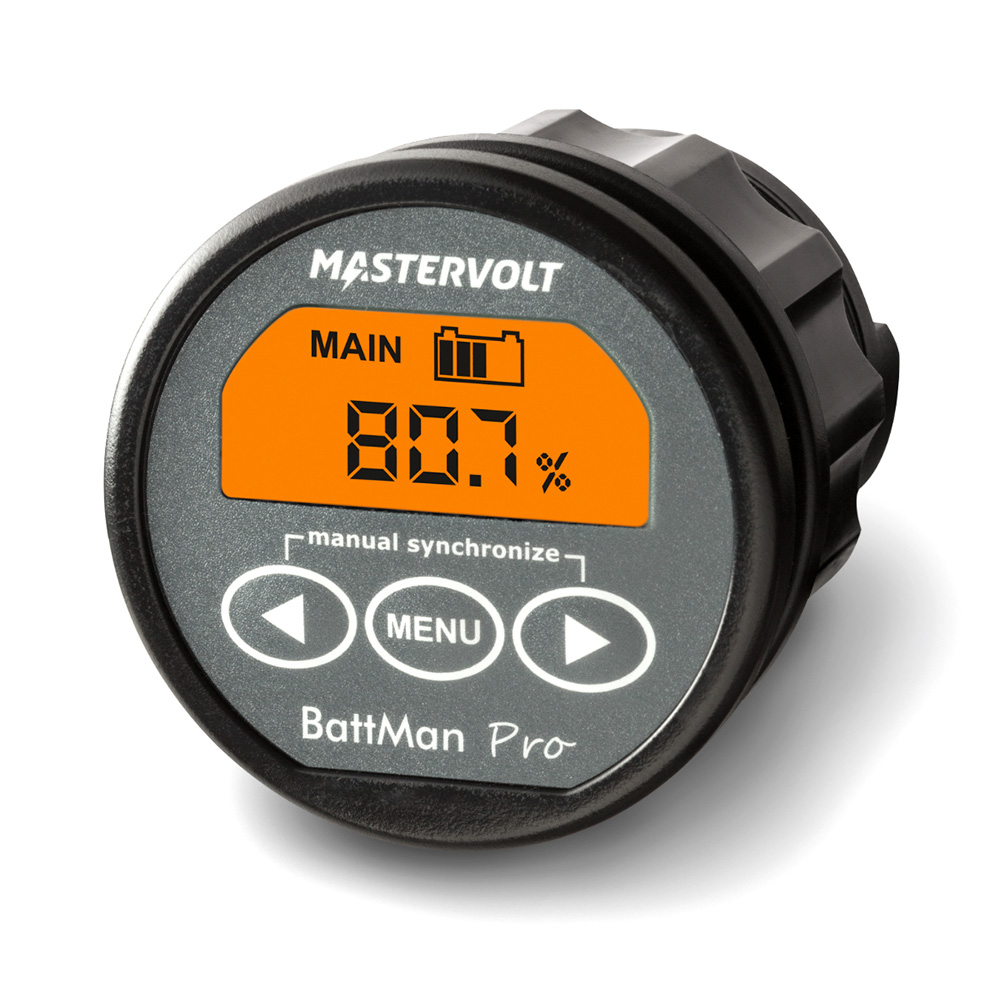 MASTERVOLT
MAIN
80.7%
manual synchronize
MENU
BattMan Pro